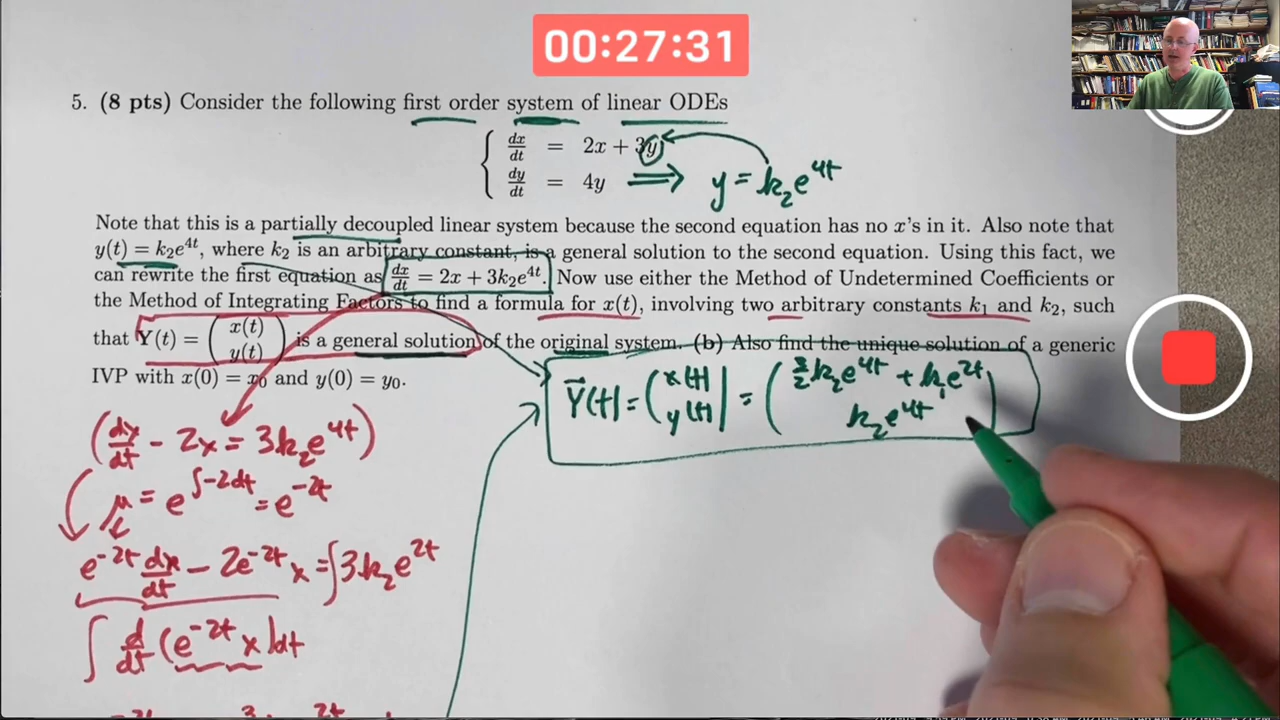 00:27:31
5. (8 pts) Consider the following first order system of linear ODEs
dx/dt = 2x + 3y
dy/dt = 4y ⟹ y = k₂e^{4t}
Note that this is a partially decoupled linear system because the second equation has no x's in it. Also note that
y(t) = k₂e^{4t}, where k₂ is an arbitrary constant, is a general solution to the second equation. Using this fact, we
can rewrite the first equation as dx/dt = 2x + 3k₂e^{4t}. Now use either the Method of Undetermined Coefficients or
the Method of Integrating Factors to find a formula for x(t), involving two arbitrary constants k₁ and k₂, such
that Y(t) = ( x(t) y(t) ) is a general solution of the original system. (b) Also find the unique solution of a generic
IVP with x(0) = x₀ and y(0) = y₀.
Y⃗(t) = ( x(t) y(t) ) = ( 3/2 k₂e^{4t} + k₁e^{2t} k₂e^{4t} )
( dx/dt - 2x = 3k₂e^{4t} )
μ = e^{∫-2dt} = e^{-2t}
e^{-2t} dx/dt - 2e^{-2t} x = ∫3k₂e^{2t}
∫ d/dt (e^{-2t} x) dt